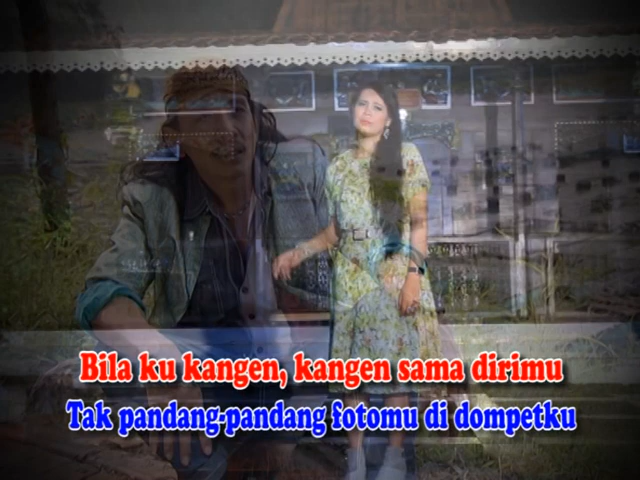 Bila ku kangen, kangen sama dirimu
Tak pandang-pandang fotomu di dompetku